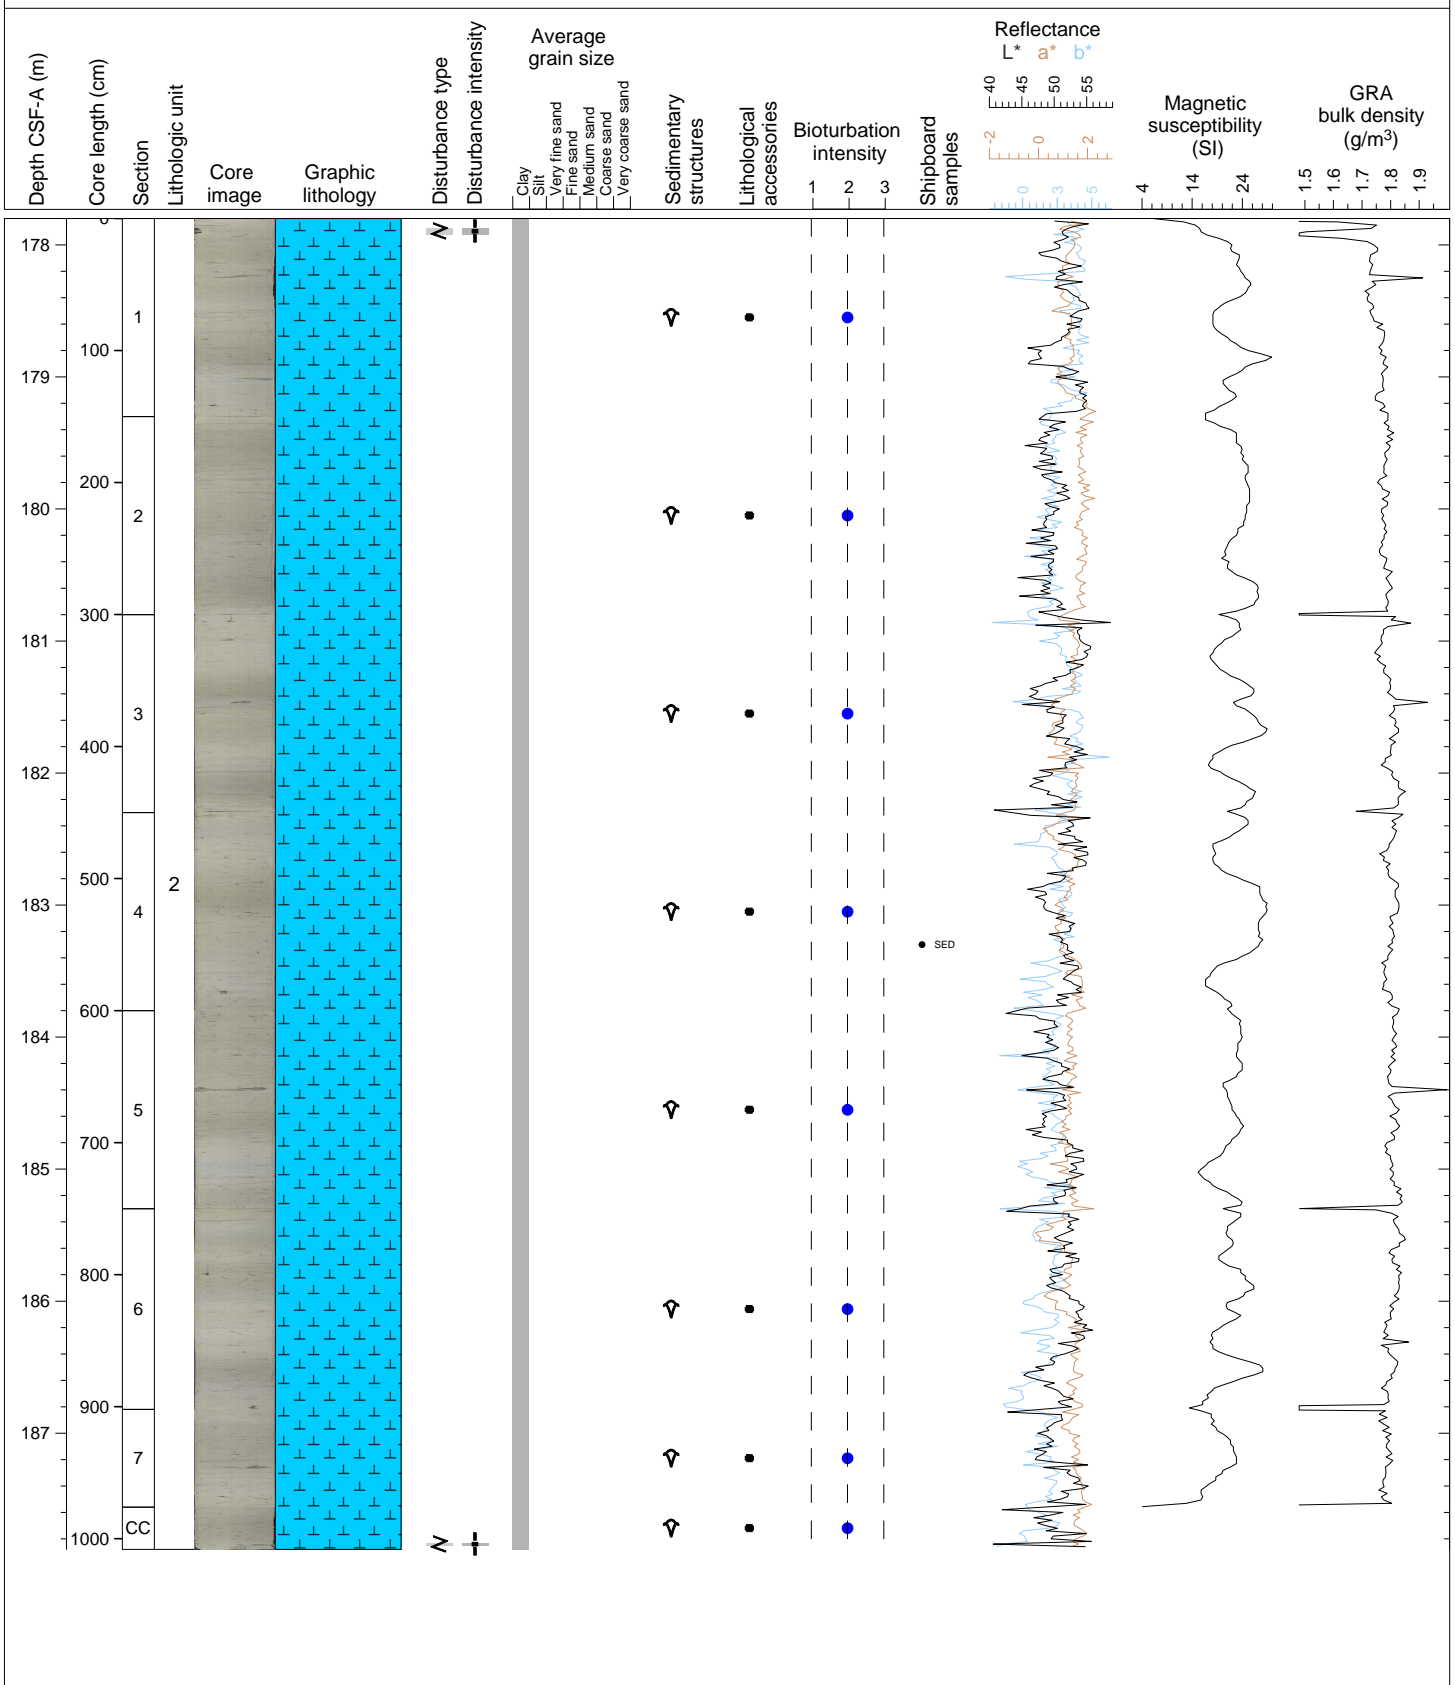 Depth CSF-A (m)
Core length (cm)
Section
Lithologic unit
Core
image
Graphic
lithology
Disturbance type
Disturbance intensity
Average
grain size
Clay
Silt
Very fine sand
Fine sand
Medium sand
Coarse sand
Very coarse sand
Sedimentary
structures
Lithological
accessories
Bioturbation
intensity
1 2 3
Shipboard
samples
Reflectance
L* a* b*
40 45 50 55
-2 0 2
0 3 5
Magnetic
susceptibility
(SI)
4 14 24
GRA
bulk density
(g/m3)
1.5 1.6 1.7 1.8 1.9
0
178
1
100
179
200
180
2
300
181
3
400
182
500
2
183
4
SED
600
184
5
700
185
800
186
6
900
187
7
CC
1000